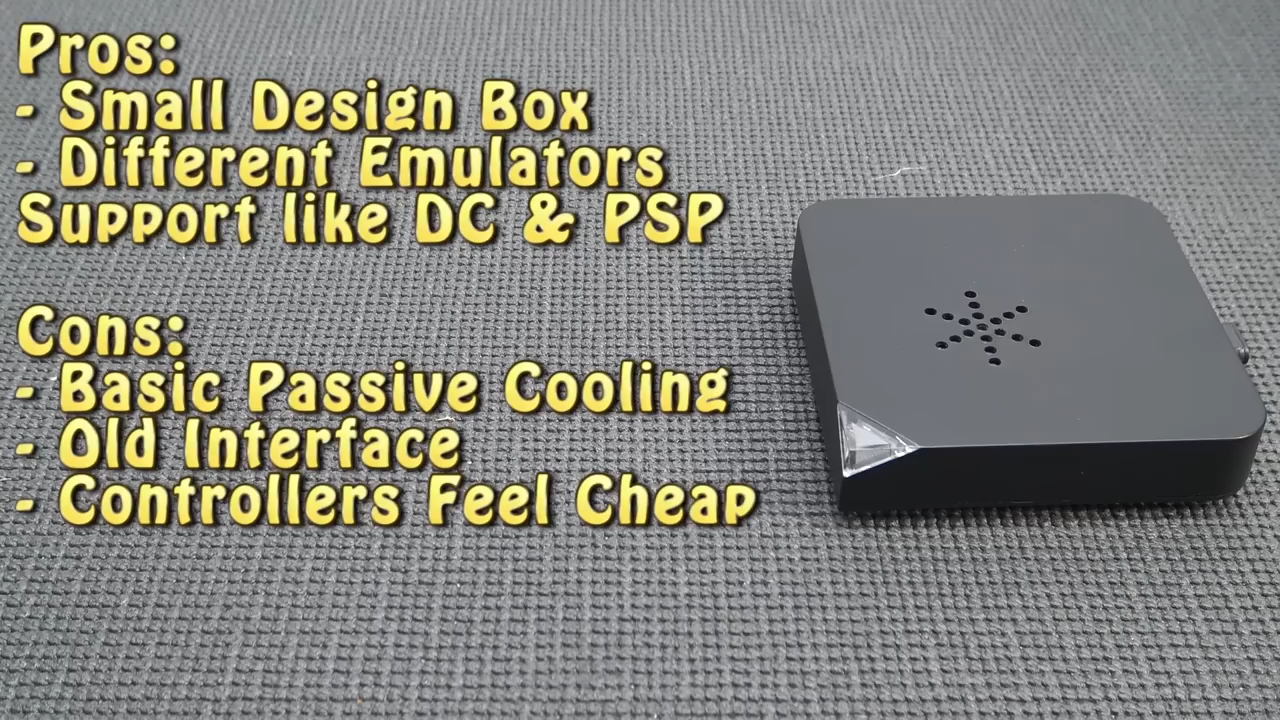 Pros:
- Small Design Box
- Different Emulators
Support like DC & PSP
Cons:
- Basic Passive Cooling
- Old Interface
- Controllers Feel Cheap